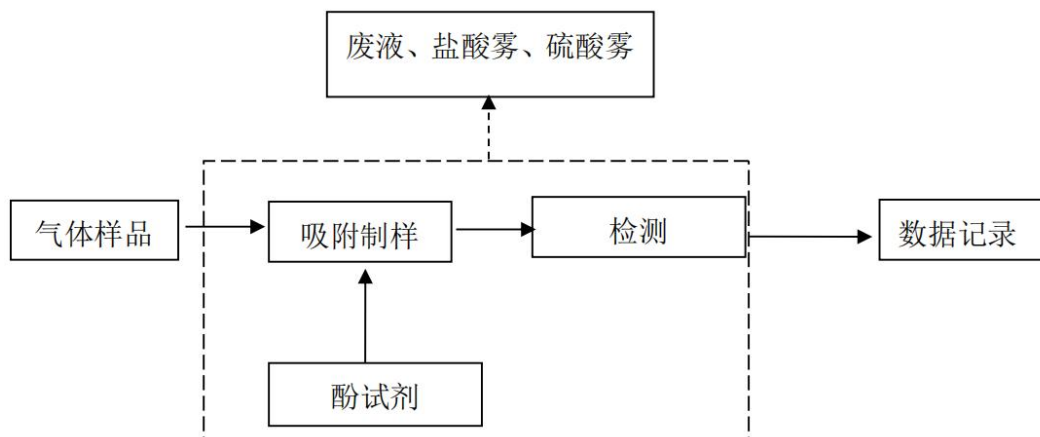 废液、盐酸雾、硫酸雾
气体样品
吸附制样
检测
数据记录
酚试剂